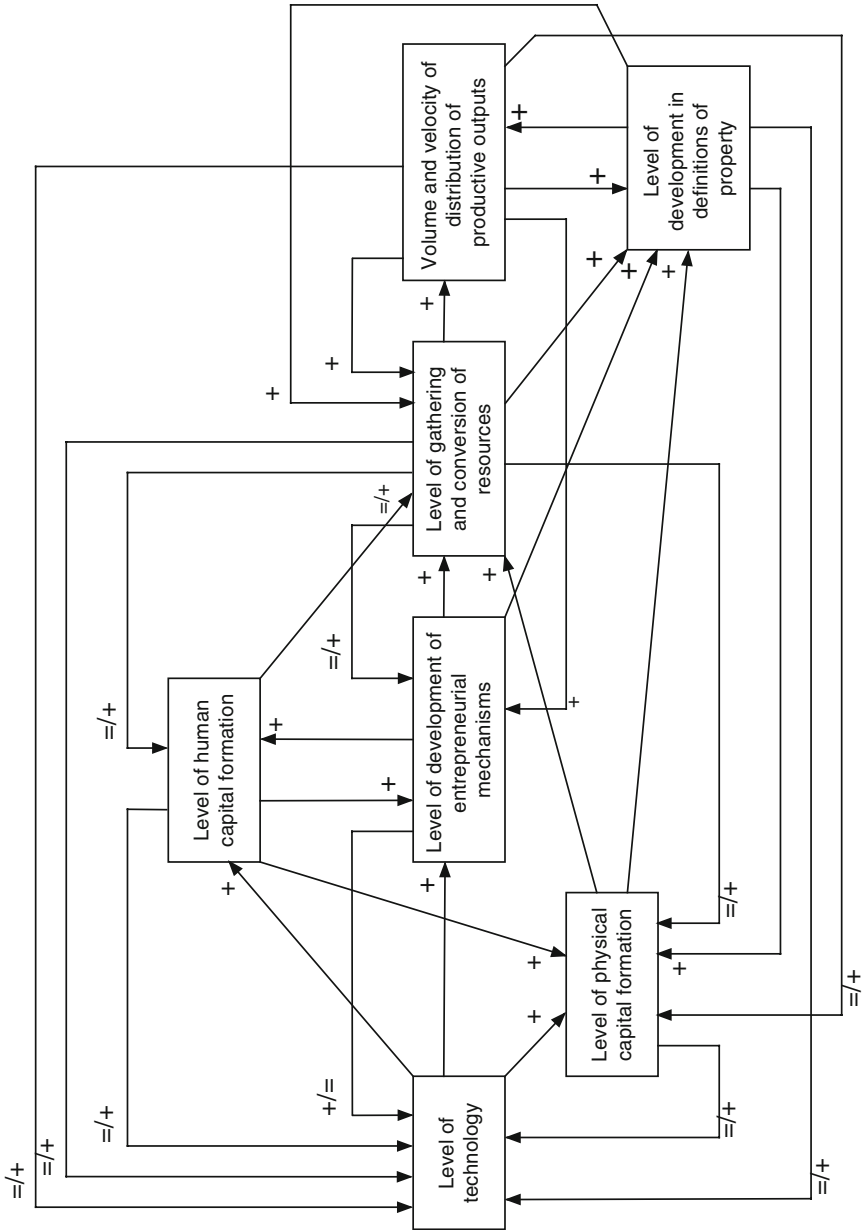 =/+
=/+
=/+
=/+
Level of human
capital formation
+
+
+
+/=
=/+
+
=/+
+
Level of
technology
+
Level of development of
entrepreneurial
mechanisms
+
Level of gathering
and conversion of
resources
+
Volume and velocity of
distribution of
productive outputs
+
+
+
+
+
+
+
+
+
Level of physical
capital formation
Level of
development in
definitions of
property
+
=/+
=/+
=/+
=/+